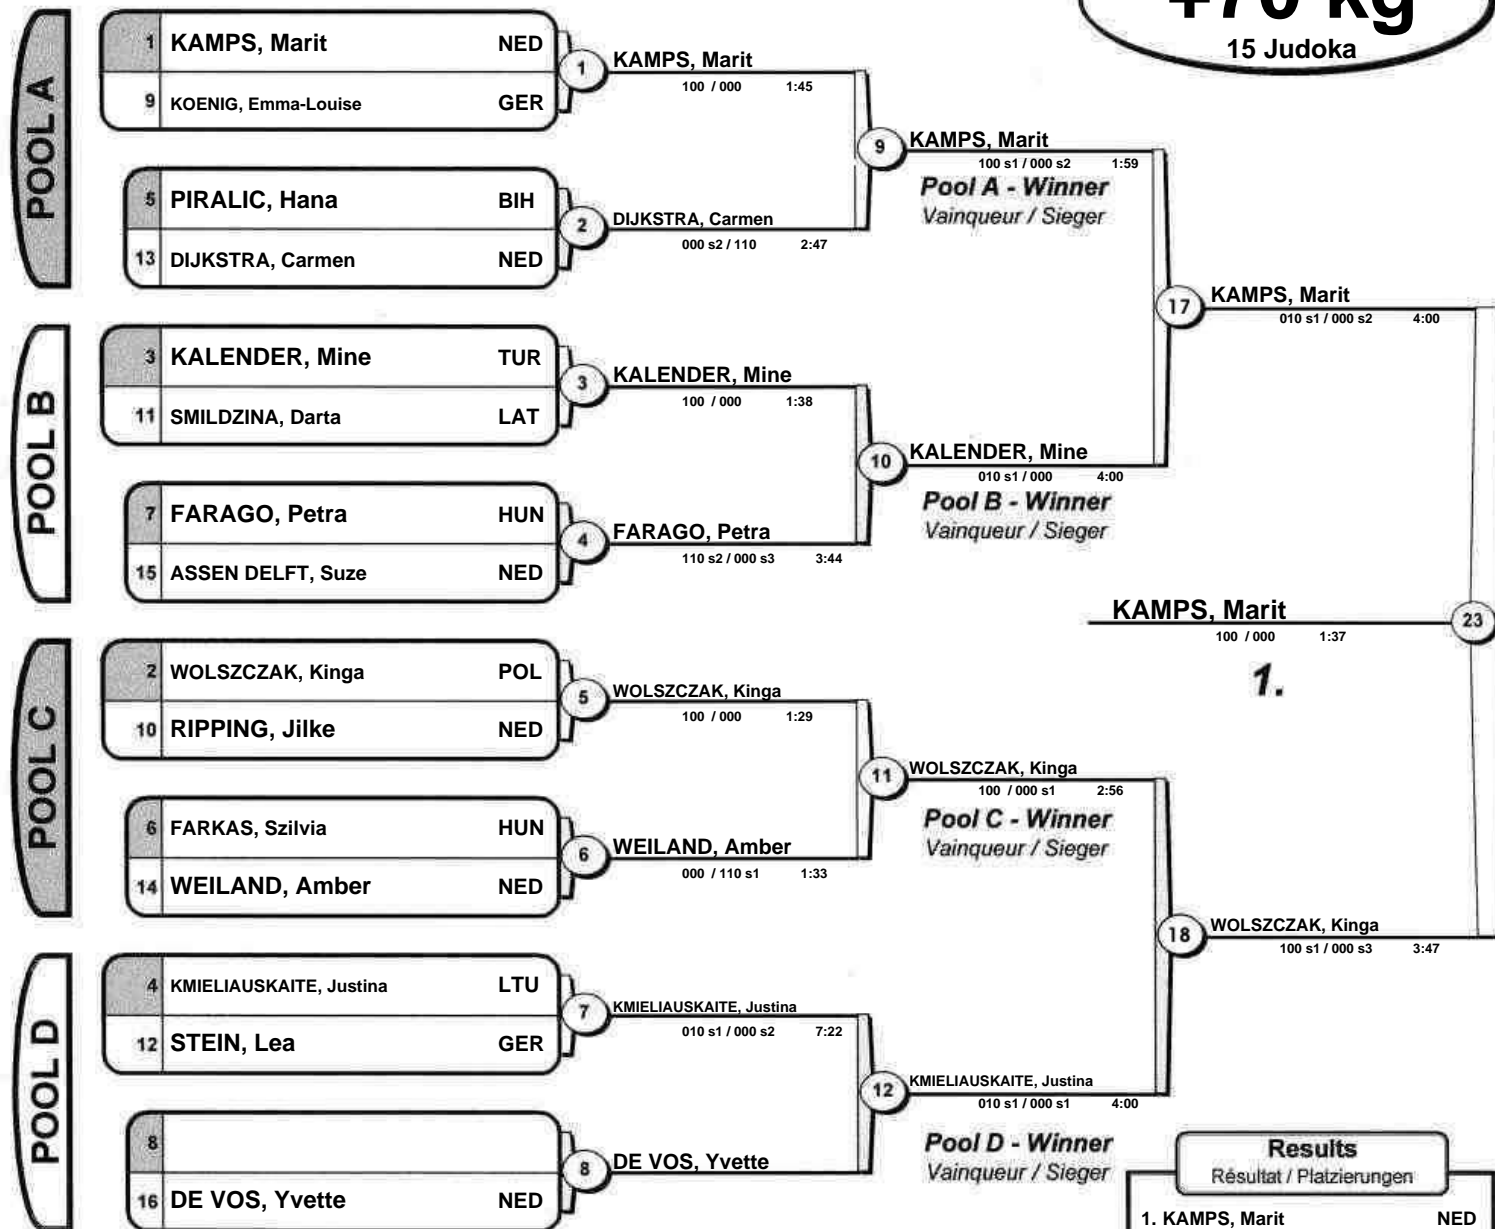 +70 kg
15 Judoka
POOL A
1 KAMPS, Marit NED
9 KOENIG, Emma-Louise GER
1
KAMPS, Marit
100 / 000 1:45
5 PIRALIC, Hana BIH
13 DIJKSTRA, Carmen NED
2
DIJKSTRA, Carmen
000 s2 / 110 2:47
9
KAMPS, Marit
100 s1 / 000 s2 1:59
Pool A - Winner
Vainqueur / Sieger
POOL B
3 KALENDER, Mine TUR
11 SMILDZINA, Darta LAT
3
KALENDER, Mine
100 / 000 1:38
7 FARAGO, Petra HUN
15 ASSEN DELFT, Suze NED
4
FARAGO, Petra
110 s2 / 000 s3 3:44
10
KALENDER, Mine
010 s1 / 000 4:00
Pool B - Winner
Vainqueur / Sieger
17
KAMPS, Marit
010 s1 / 000 s2 4:00
KAMPS, Marit
23
100 / 000 1:37
1.
POOL C
2 WOLSZCZAK, Kinga POL
10 RIPPING, Jilke NED
5
WOLSZCZAK, Kinga
100 / 000 1:29
6 FARKAS, Szilvia HUN
14 WEILAND, Amber NED
6
WEILAND, Amber
000 / 110 s1 1:33
11
WOLSZCZAK, Kinga
100 / 000 s1 2:56
Pool C - Winner
Vainqueur / Sieger
POOL D
4 KMIELIAUSKAITE, Justina LTU
12 STEIN, Lea GER
7
KMIELIAUSKAITE, Justina
010 s1 / 000 s2 7:22
8
16 DE VOS, Yvette NED
8
DE VOS, Yvette
12
KMIELIAUSKAITE, Justina
010 s1 / 000 s1 4:00
Pool D - Winner
Vainqueur / Sieger
18
WOLSZCZAK, Kinga
100 s1 / 000 s3 3:47
Results
Résultat / Platzierungen
1. KAMPS, Marit NED